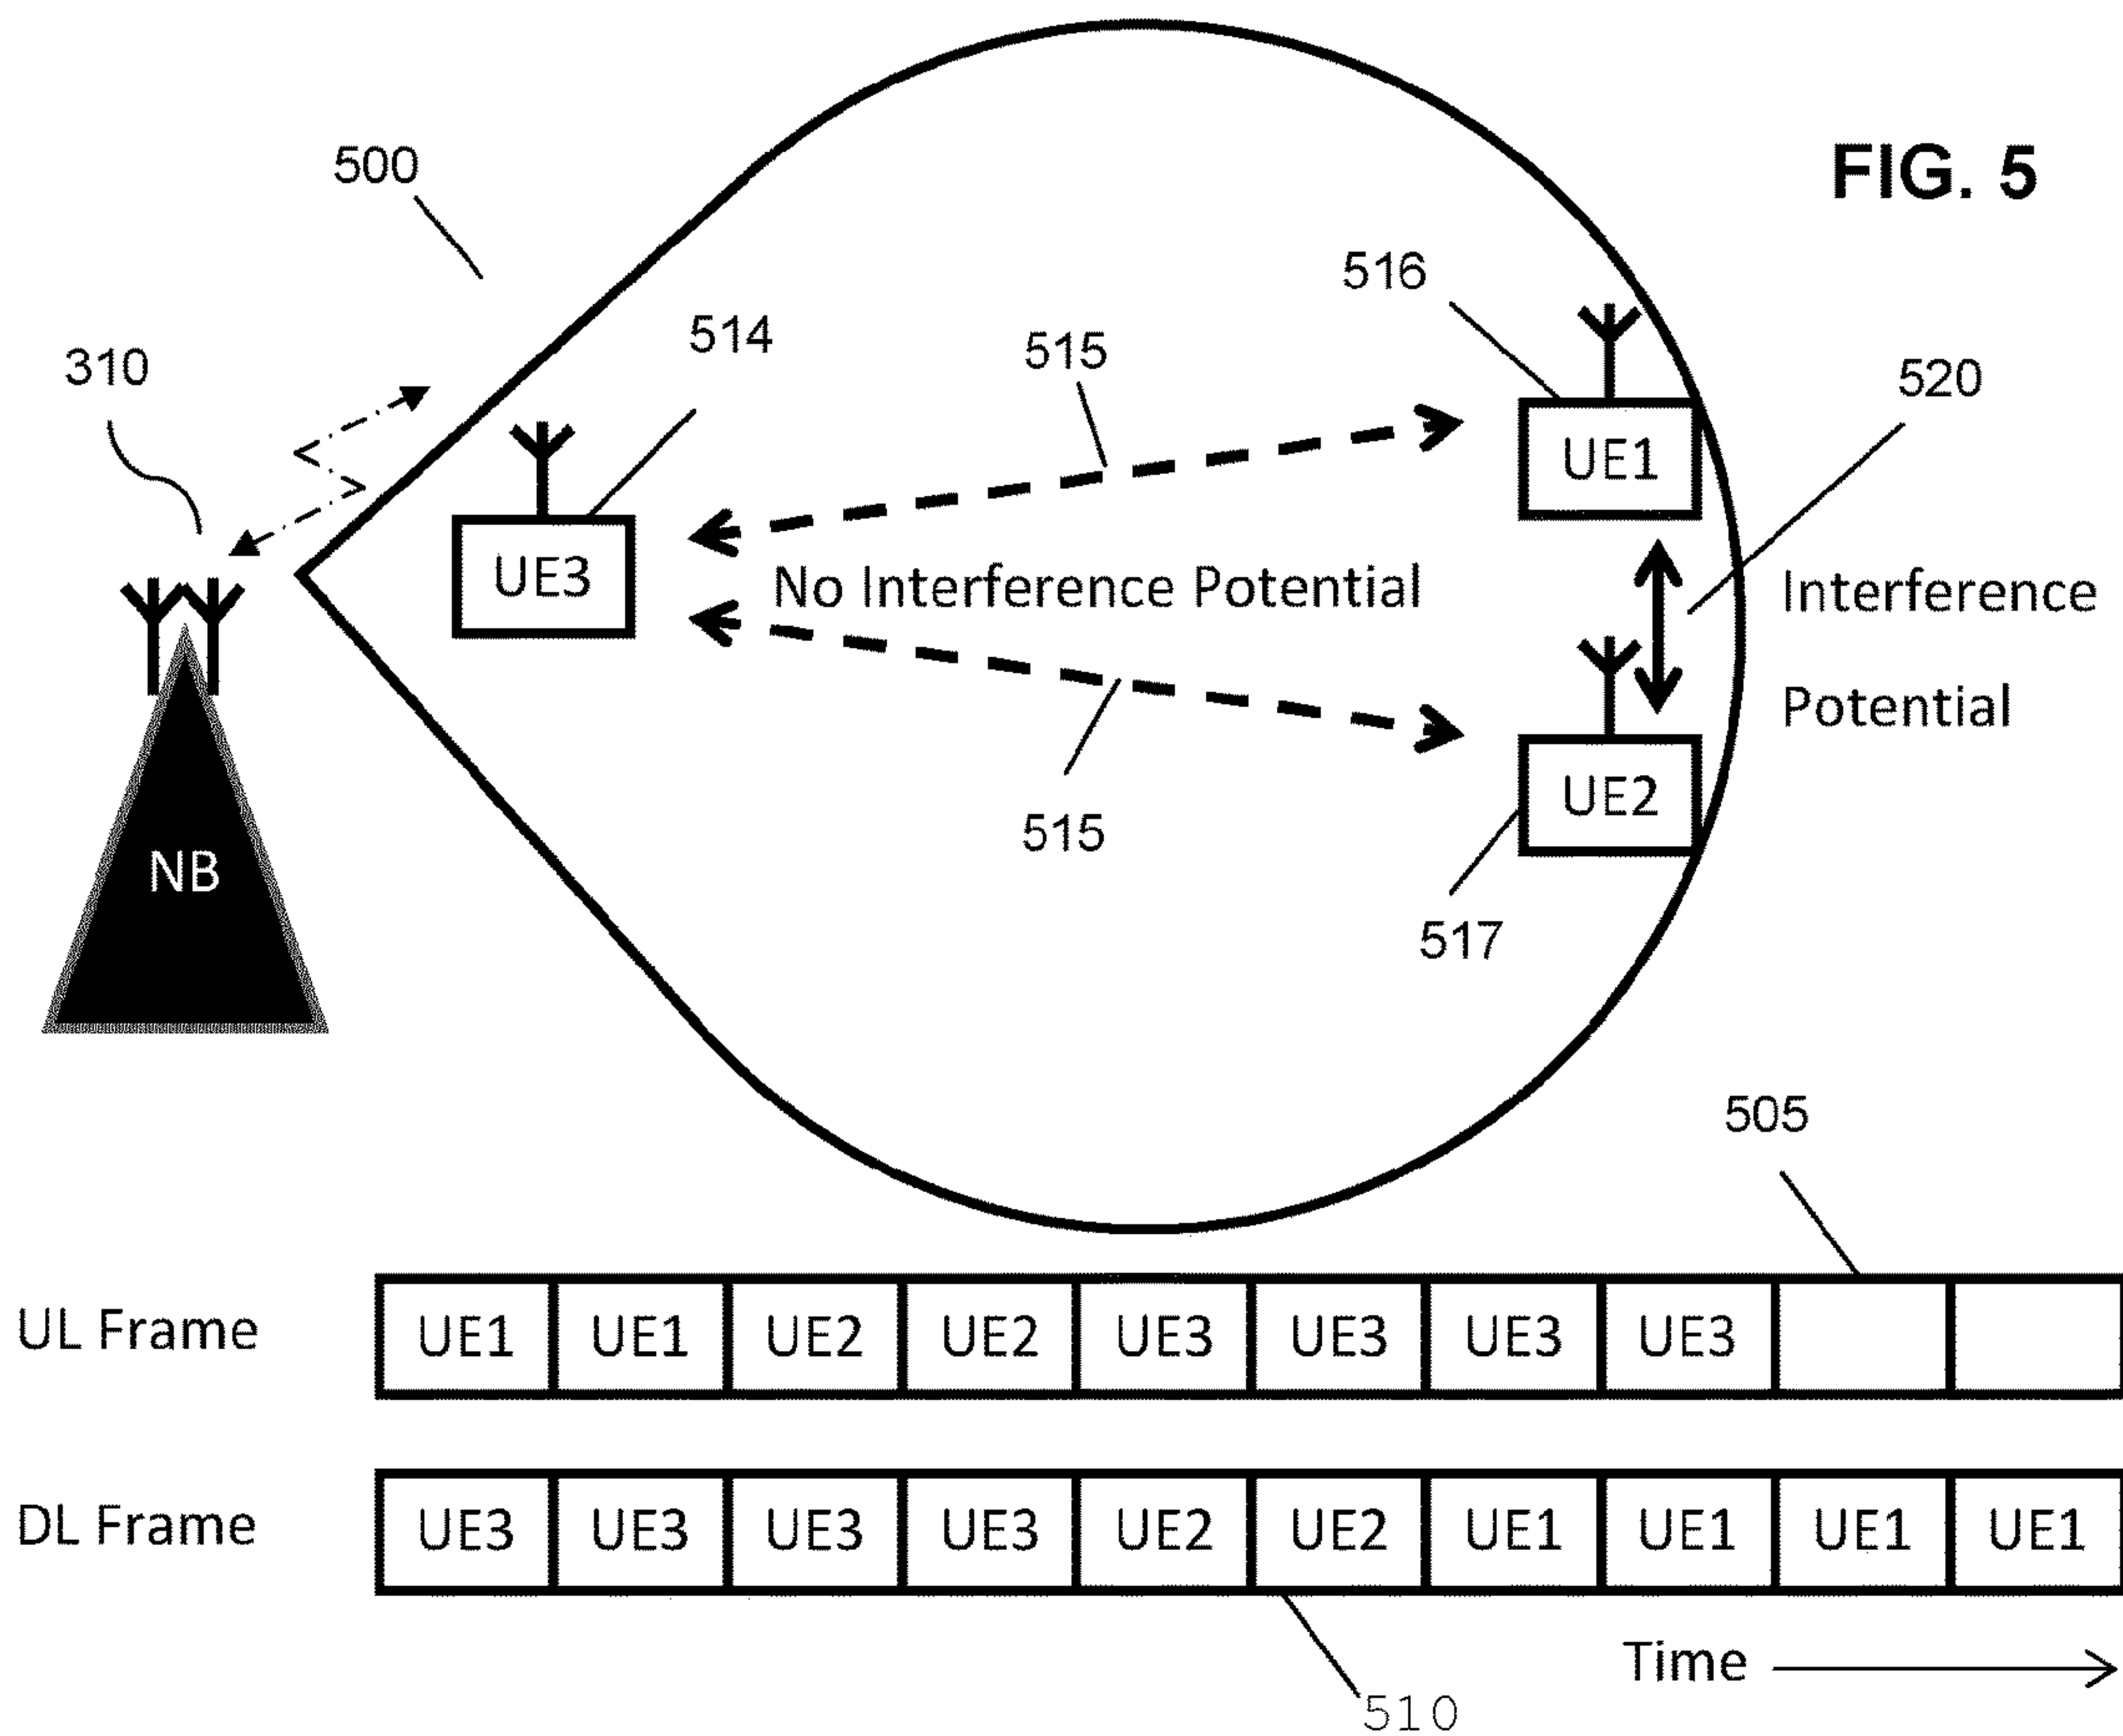 FIG. 5
500
516
514
515
310
520
UE1
UE3
No Interference Potential
Interference
Potential
UE2
515
NB
517
505
UL Frame UE1 UE1 UE2 UE2 UE3 UE3 UE3 UE3
DL Frame UE3 UE3 UE3 UE3 UE2 UE2 UE1 UE1 UE1 UE1
Time
510